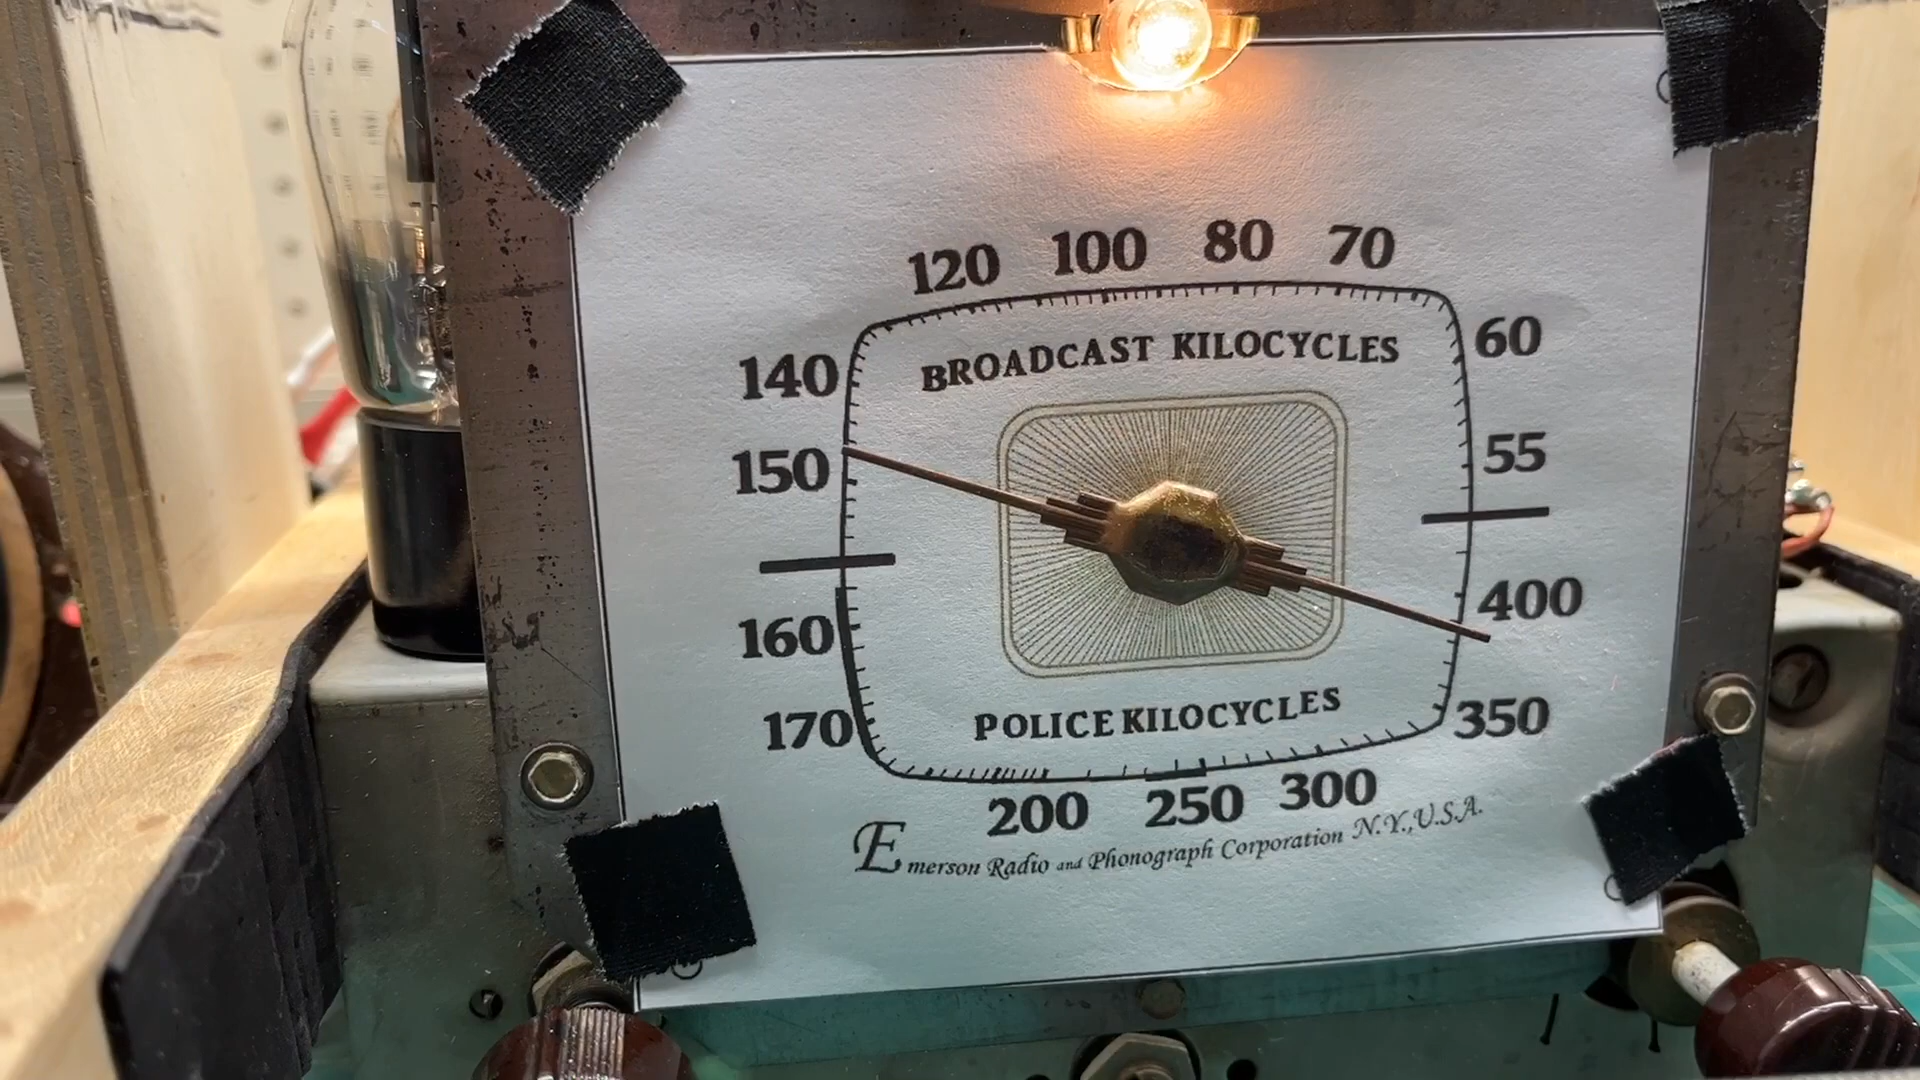 120 100 80 70
140 60
BROADCAST KILOCYCLES
150 55
160 400
170 350
POLICE KILOCYCLES
200 250 300
Emerson Radio and Phonograph Corporation N.Y.,U.S.A.